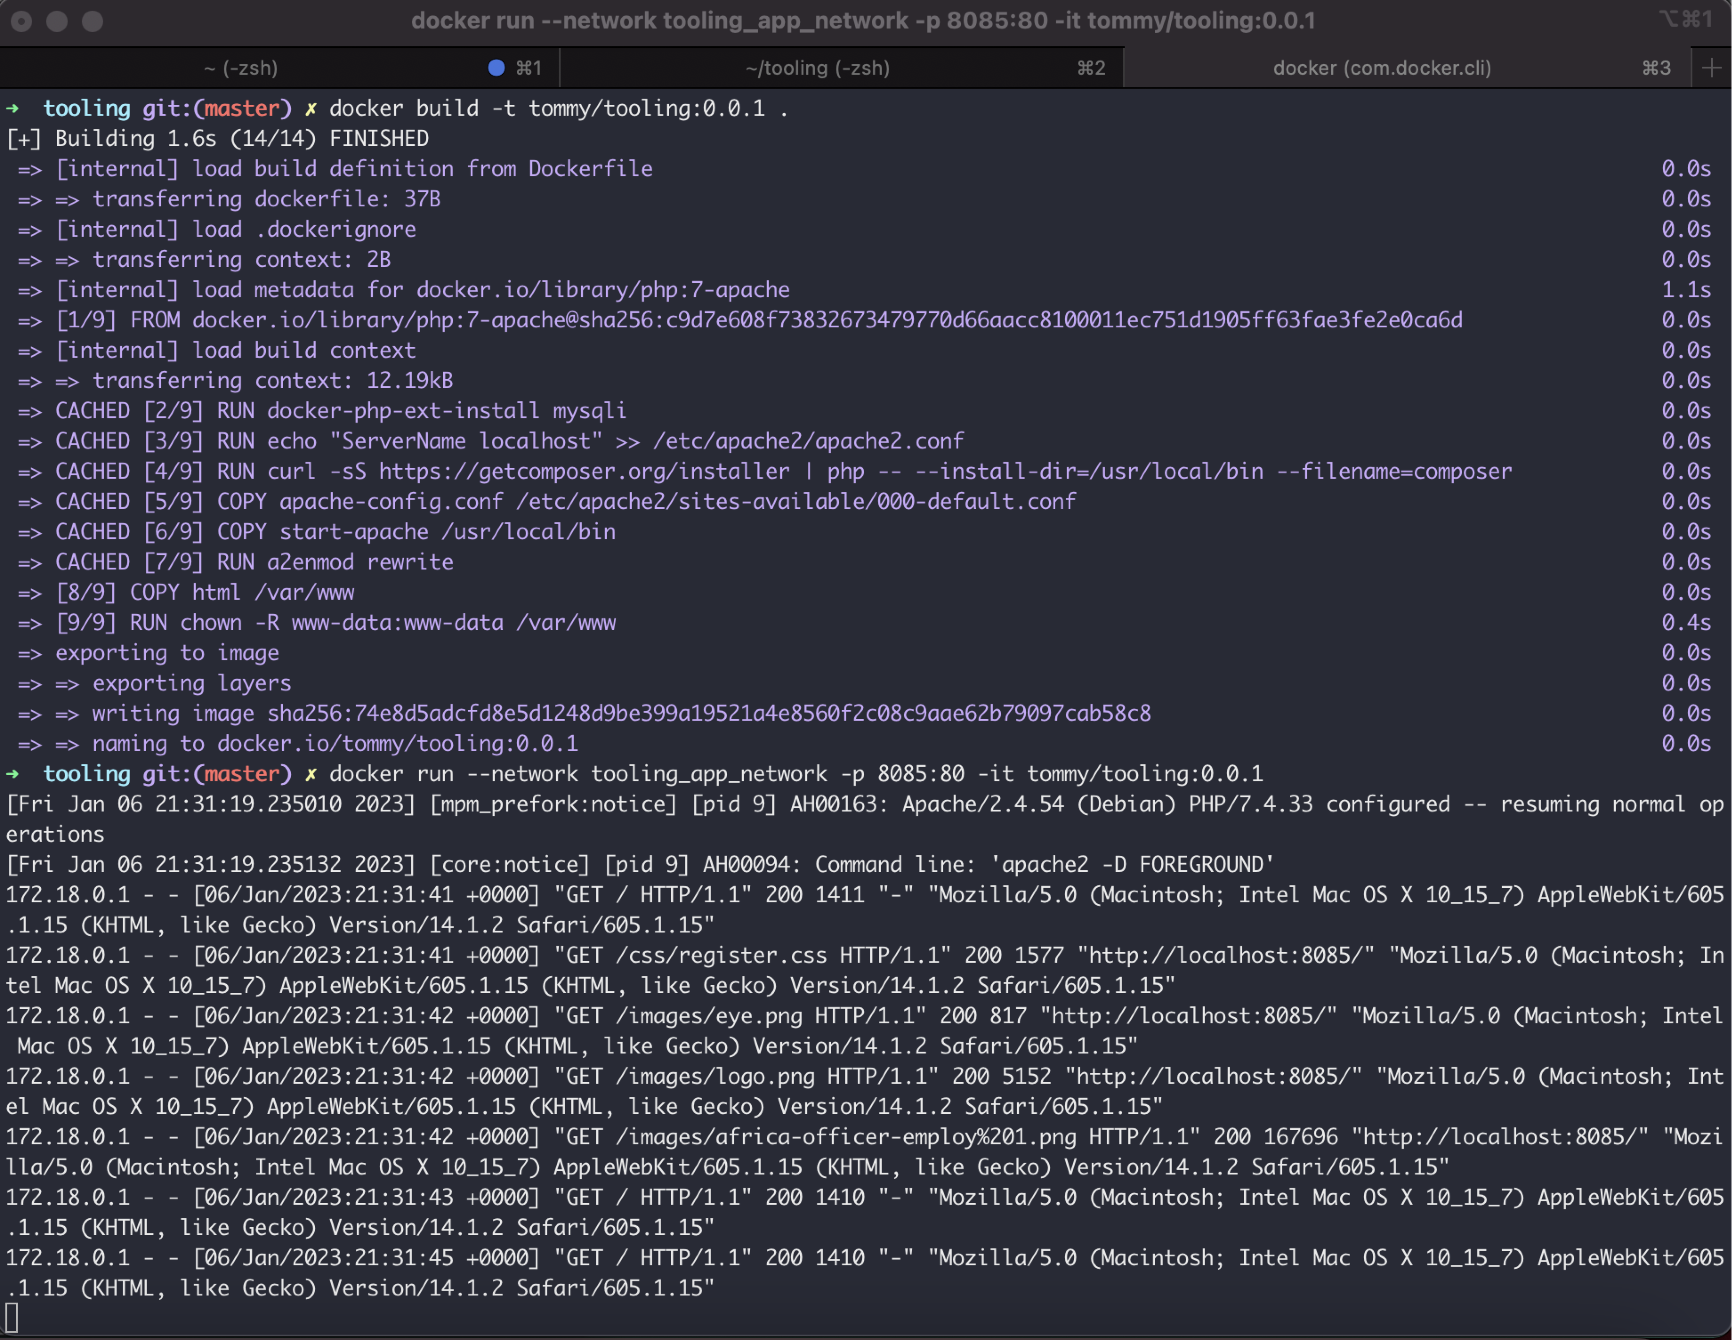 docker run --network tooling_app_network -p 8085:80 -it tommy/tooling:0.0.1 ⌥⌘1
~ (-zsh) ⌘1 ~/tooling (-zsh) ⌘2 docker (com.docker.cli) ⌘3 +
➜ tooling git:(master) ✗ docker build -t tommy/tooling:0.0.1 .
[+] Building 1.6s (14/14) FINISHED
=> [internal] load build definition from Dockerfile 0.0s
=> => transferring dockerfile: 37B 0.0s
=> [internal] load .dockerignore 0.0s
=> => transferring context: 2B 0.0s
=> [internal] load metadata for docker.io/library/php:7-apache 1.1s
=> [1/9] FROM docker.io/library/php:7-apache@sha256:c9d7e608f73832673479770d66aacc8100011ec751d1905ff63fae3fe2e0ca6d 0.0s
=> [internal] load build context 0.0s
=> => transferring context: 12.19kB 0.0s
=> CACHED [2/9] RUN docker-php-ext-install mysqli 0.0s
=> CACHED [3/9] RUN echo "ServerName localhost" >> /etc/apache2/apache2.conf 0.0s
=> CACHED [4/9] RUN curl -sS https://getcomposer.org/installer | php -- --install-dir=/usr/local/bin --filename=composer 0.0s
=> CACHED [5/9] COPY apache-config.conf /etc/apache2/sites-available/000-default.conf 0.0s
=> CACHED [6/9] COPY start-apache /usr/local/bin 0.0s
=> CACHED [7/9] RUN a2enmod rewrite 0.0s
=> [8/9] COPY html /var/www 0.0s
=> [9/9] RUN chown -R www-data:www-data /var/www 0.4s
=> exporting to image 0.0s
=> => exporting layers 0.0s
=> => writing image sha256:74e8d5adcfd8e5d1248d9be399a19521a4e8560f2c08c9aae62b79097cab58c8 0.0s
=> => naming to docker.io/tommy/tooling:0.0.1 0.0s
➜ tooling git:(master) ✗ docker run --network tooling_app_network -p 8085:80 -it tommy/tooling:0.0.1
[Fri Jan 06 21:31:19.235010 2023] [mpm_prefork:notice] [pid 9] AH00163: Apache/2.4.54 (Debian) PHP/7.4.33 configured -- resuming normal op
erations
[Fri Jan 06 21:31:19.235132 2023] [core:notice] [pid 9] AH00094: Command line: 'apache2 -D FOREGROUND'
172.18.0.1 - - [06/Jan/2023:21:31:41 +0000] "GET / HTTP/1.1" 200 1411 "-" "Mozilla/5.0 (Macintosh; Intel Mac OS X 10_15_7) AppleWebKit/605
.1.15 (KHTML, like Gecko) Version/14.1.2 Safari/605.1.15"
172.18.0.1 - - [06/Jan/2023:21:31:41 +0000] "GET /css/register.css HTTP/1.1" 200 1577 "http://localhost:8085/" "Mozilla/5.0 (Macintosh; In
tel Mac OS X 10_15_7) AppleWebKit/605.1.15 (KHTML, like Gecko) Version/14.1.2 Safari/605.1.15"
172.18.0.1 - - [06/Jan/2023:21:31:42 +0000] "GET /images/eye.png HTTP/1.1" 200 817 "http://localhost:8085/" "Mozilla/5.0 (Macintosh; Intel
 Mac OS X 10_15_7) AppleWebKit/605.1.15 (KHTML, like Gecko) Version/14.1.2 Safari/605.1.15"
172.18.0.1 - - [06/Jan/2023:21:31:42 +0000] "GET /images/logo.png HTTP/1.1" 200 5152 "http://localhost:8085/" "Mozilla/5.0 (Macintosh; Int
el Mac OS X 10_15_7) AppleWebKit/605.1.15 (KHTML, like Gecko) Version/14.1.2 Safari/605.1.15"
172.18.0.1 - - [06/Jan/2023:21:31:42 +0000] "GET /images/africa-officer-employ%201.png HTTP/1.1" 200 167696 "http://localhost:8085/" "Mozi
lla/5.0 (Macintosh; Intel Mac OS X 10_15_7) AppleWebKit/605.1.15 (KHTML, like Gecko) Version/14.1.2 Safari/605.1.15"
172.18.0.1 - - [06/Jan/2023:21:31:43 +0000] "GET / HTTP/1.1" 200 1410 "-" "Mozilla/5.0 (Macintosh; Intel Mac OS X 10_15_7) AppleWebKit/605
.1.15 (KHTML, like Gecko) Version/14.1.2 Safari/605.1.15"
172.18.0.1 - - [06/Jan/2023:21:31:45 +0000] "GET / HTTP/1.1" 200 1410 "-" "Mozilla/5.0 (Macintosh; Intel Mac OS X 10_15_7) AppleWebKit/605
.1.15 (KHTML, like Gecko) Version/14.1.2 Safari/605.1.15"